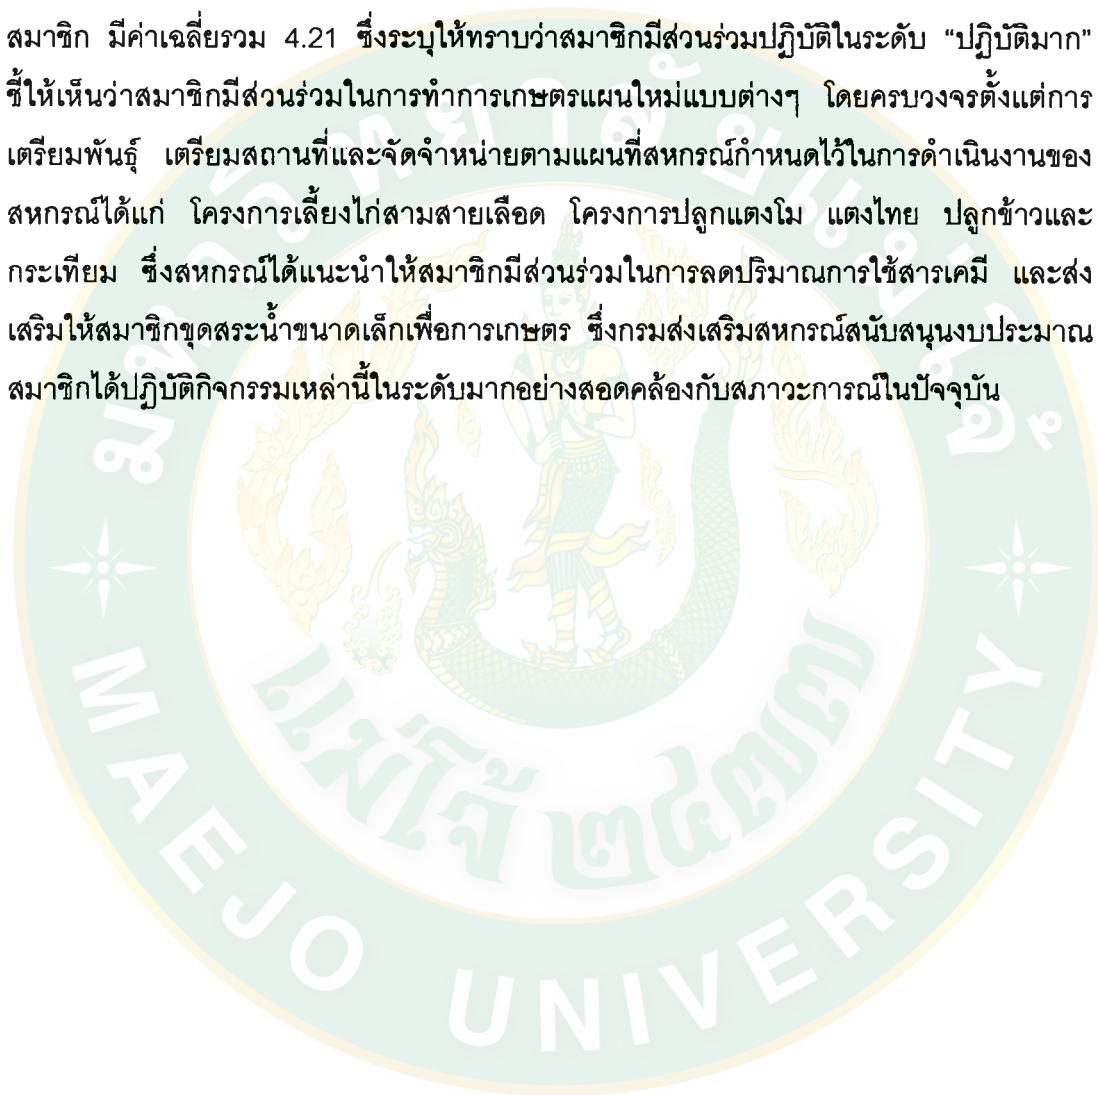 สมาชิก มีค่าเฉลี่ยรวม 4.21 ซึ่งระบุให้ทราบว่าสมาชิกมีส่วนร่วมปฏิบัติในระดับ “ปฏิบัติมาก”
ชี้ให้เห็นว่าสมาชิกมีส่วนร่วมในการทำการเกษตรแผนใหม่แบบต่างๆ โดยครบวงจรตั้งแต่การ
เตรียมพันธุ์ เตรียมสถานที่และจัดจำหน่ายตามแผนที่สหกรณ์กำหนดไว้ในการดำเนินงานของ
สหกรณ์ได้แก่ โครงการเลี้ยงไก่สามสายเลือด โครงการปลูกแตงโม แตงไทย ปลูกข้าวและ
กระเทียม ซึ่งสหกรณ์ได้แนะนำให้สมาชิกมีส่วนร่วมในการลดปริมาณการใช้สารเคมี และส่ง
เสริมให้สมาชิกขุดสระน้ำขนาดเล็กเพื่อการเกษตร ซึ่งกรมส่งเสริมสหกรณ์สนับสนุนงบประมาณ
สมาชิกได้ปฏิบัติกิจกรรมเหล่านี้ในระดับมากอย่างสอดคล้องกับสภาวะการณ์ในปัจจุบัน
มหาวิทยาลัยแม่โจ้
แม่โจ้ ๒๔๗๗
MAEJO UNIVERSITY